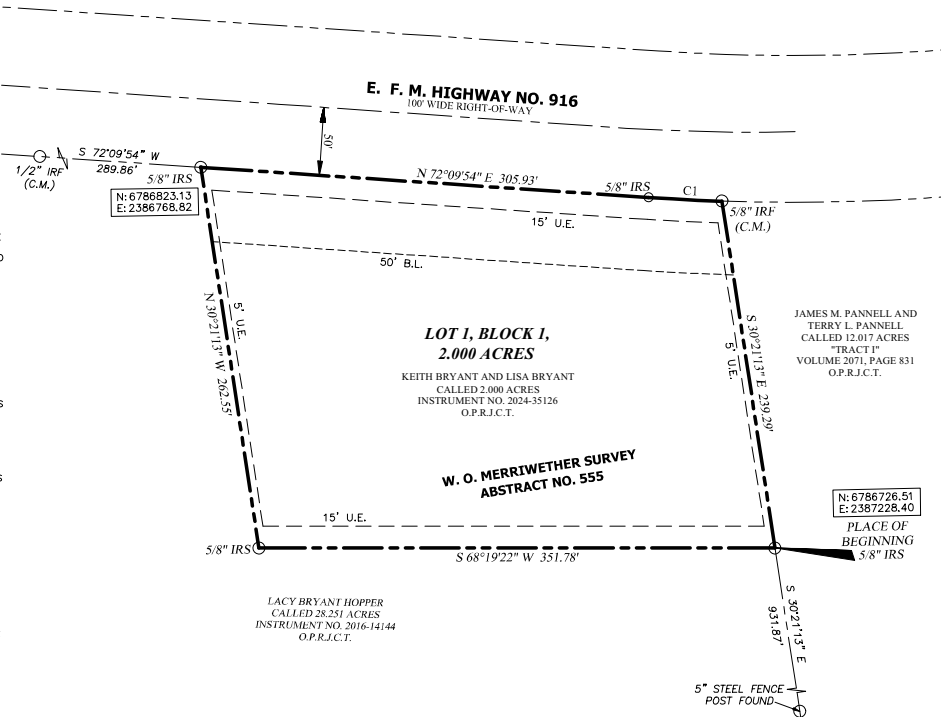 E. F. M. HIGHWAY NO. 916
100' WIDE RIGHT-OF-WAY
50'
S 72°09'54" W
289.86'
1/2" IRF
(C.M.)
5/8" IRS
N: 6786823.13
E: 2386768.82
N 72°09'54" E 305.93'
5/8" IRS
C1
5/8" IRF
(C.M.)
15' U.E.
50' B.L.
N 30°21'13" W 262.55'
5' U.E.
LOT 1, BLOCK 1,
2.000 ACRES
KEITH BRYANT AND LISA BRYANT
CALLED 2.000 ACRES
INSTRUMENT NO. 2024-35126
O.P.R.J.C.T.
5' U.E.
S 30°21'13" E 239.29'
JAMES M. PANNELL AND
TERRY L. PANNELL
CALLED 12.017 ACRES
"TRACT I"
VOLUME 2071, PAGE 831
O.P.R.J.C.T.
W. O. MERRIWETHER SURVEY
ABSTRACT NO. 555
15' U.E.
N: 6786726.51
E: 2387228.40
PLACE OF
BEGINNING
5/8" IRS
5/8" IRS
S 68°19'22" W 351.78'
LACY BRYANT HOPPER
CALLED 28.251 ACRES
INSTRUMENT NO. 2016-14144
O.P.R.J.C.T.
S 30°21'13" E
931.87'
5" STEEL FENCE
POST FOUND